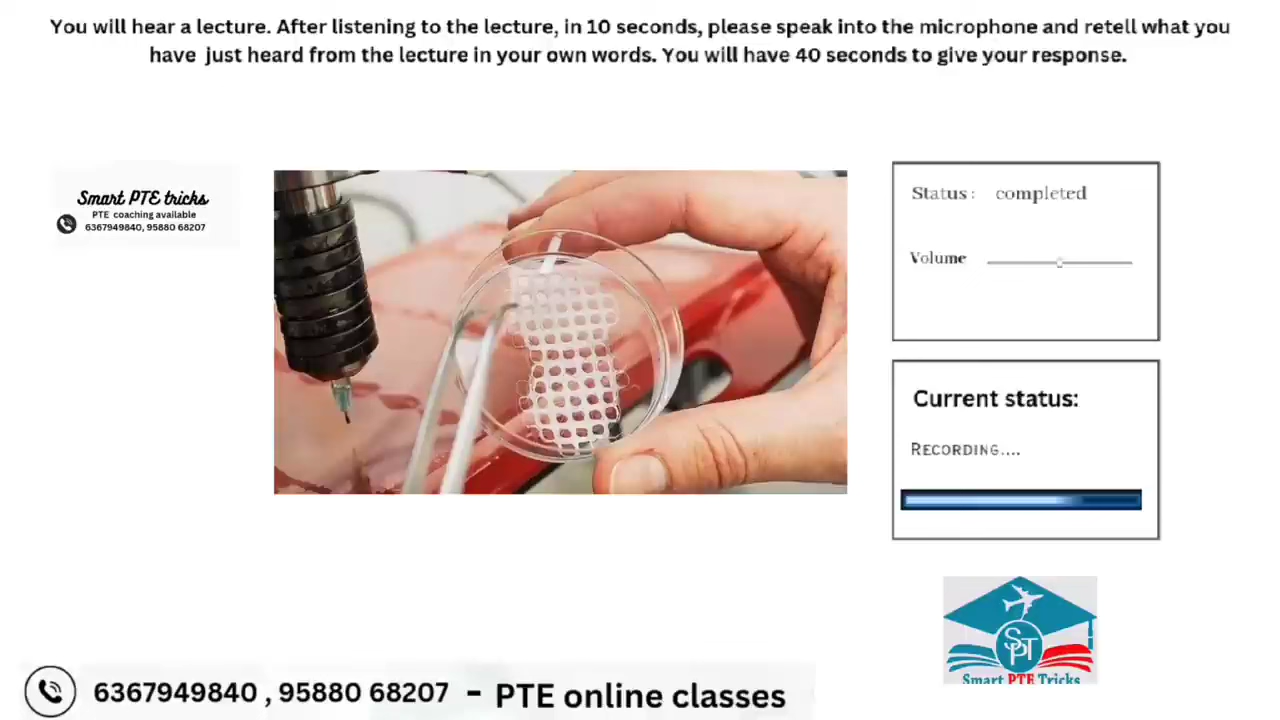 You will hear a lecture. After listening to the lecture, in 10 seconds, please speak into the microphone and retell what you
have just heard from the lecture in your own words. You will have 40 seconds to give your response.
Smart PTE tricks
PTE coaching available
6367949840, 95880 68207
Status: completed
Volume
Current status:
RECORDING....
SPT
Smart PTE Tricks
6367949840 , 95880 68207 - PTE online classes